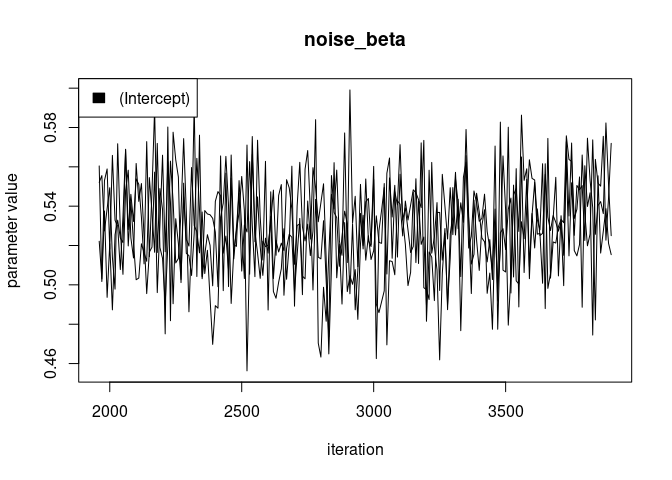 noise_beta
(Intercept)
parameter value
0.58
0.54
0.50
0.46
2000 2500 3000 3500
iteration